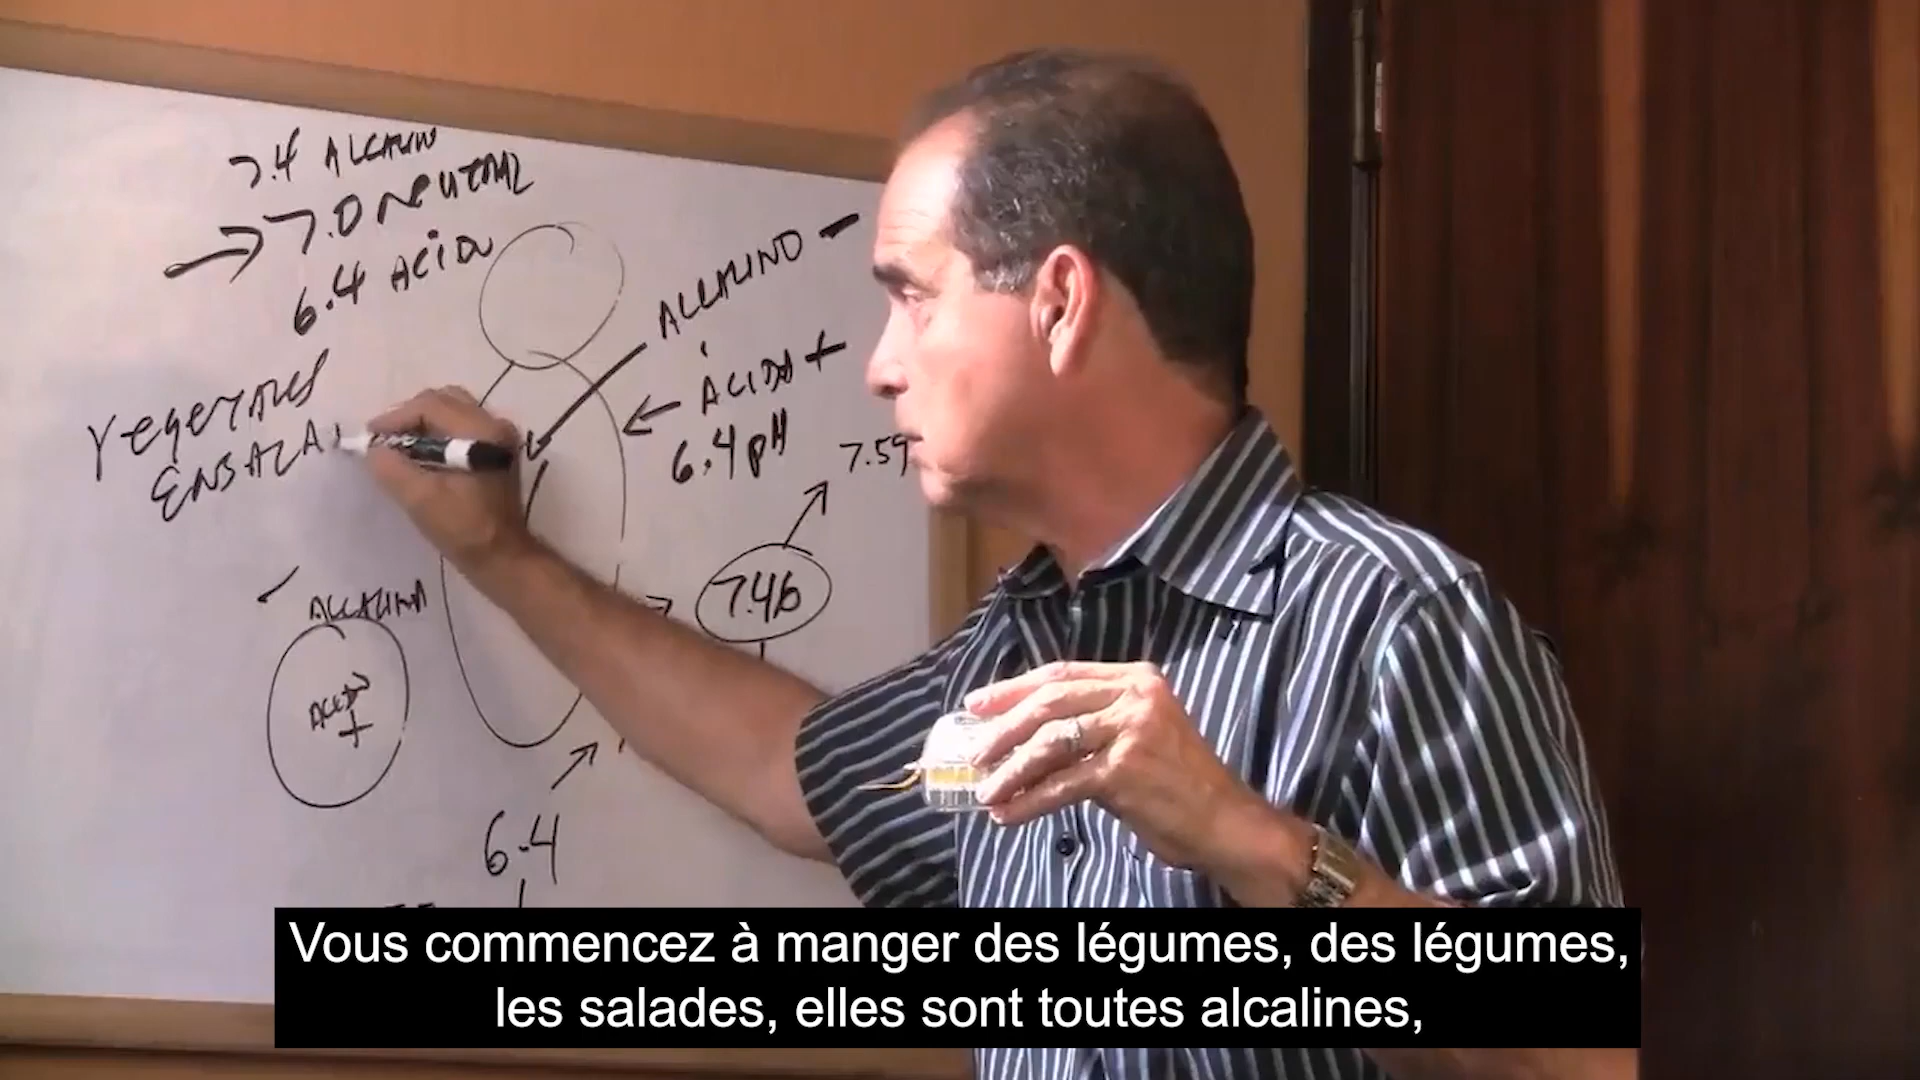 7.4 ALCALINO
7.0 NEUTRAL
6.4 ACIDO
ALCALINO -
ACIDO +
6.4 pH
7.59
VEGETALES
ENSALA
7.46
ALCALINA
ACIDO
+
6.4
Vous commencez à manger des légumes, des légumes,
les salades, elles sont toutes alcalines,